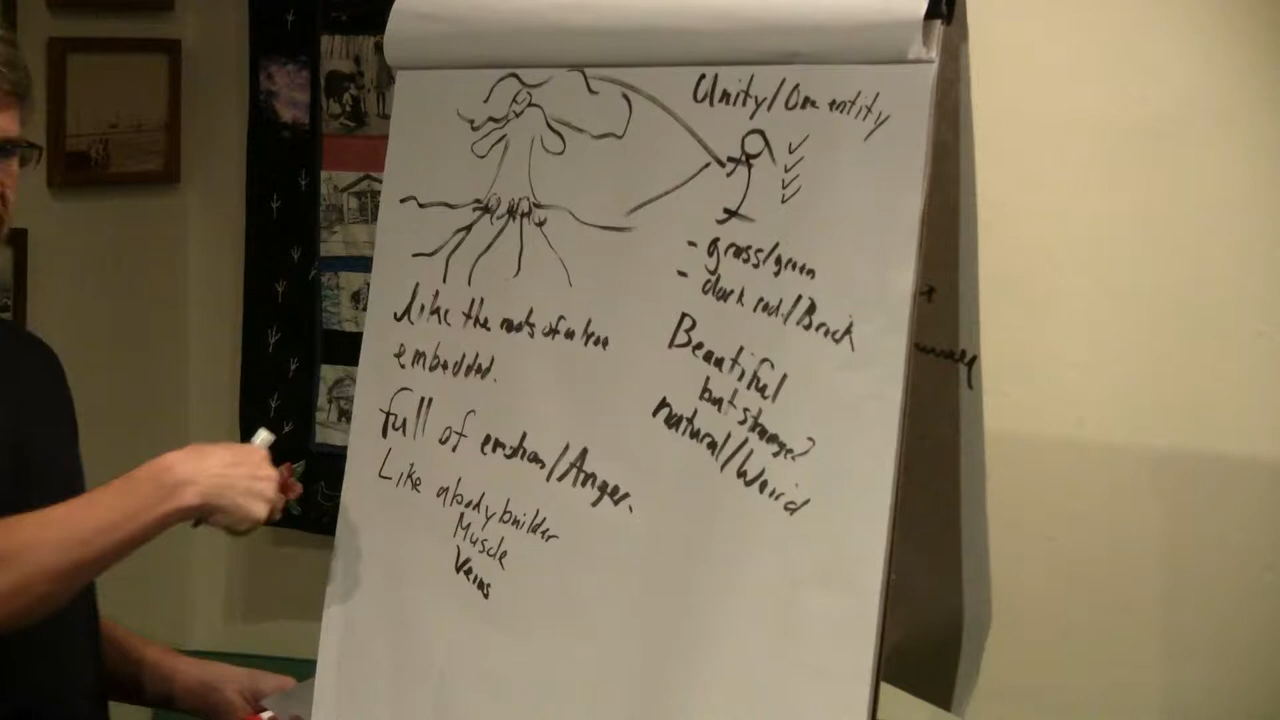 Unity/One entity
- grass/green
- dark red/Brick
Like the roots of a tree
embedded.
Beautiful
but strange?
natural/Weird
full of emotion/Anger.
Like a body builder
Muscle
Veins